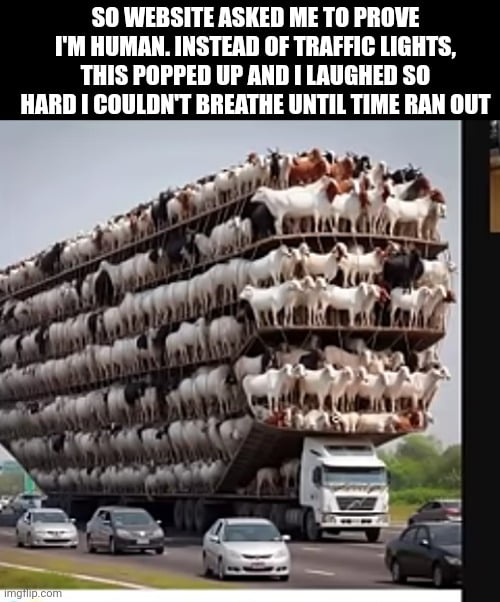 SO WEBSITE ASKED ME TO PROVE
I'M HUMAN. INSTEAD OF TRAFFIC LIGHTS,
THIS POPPED UP AND I LAUGHED SO
HARD I COULDN'T BREATHE UNTIL TIME RAN OUT
imgflip.com